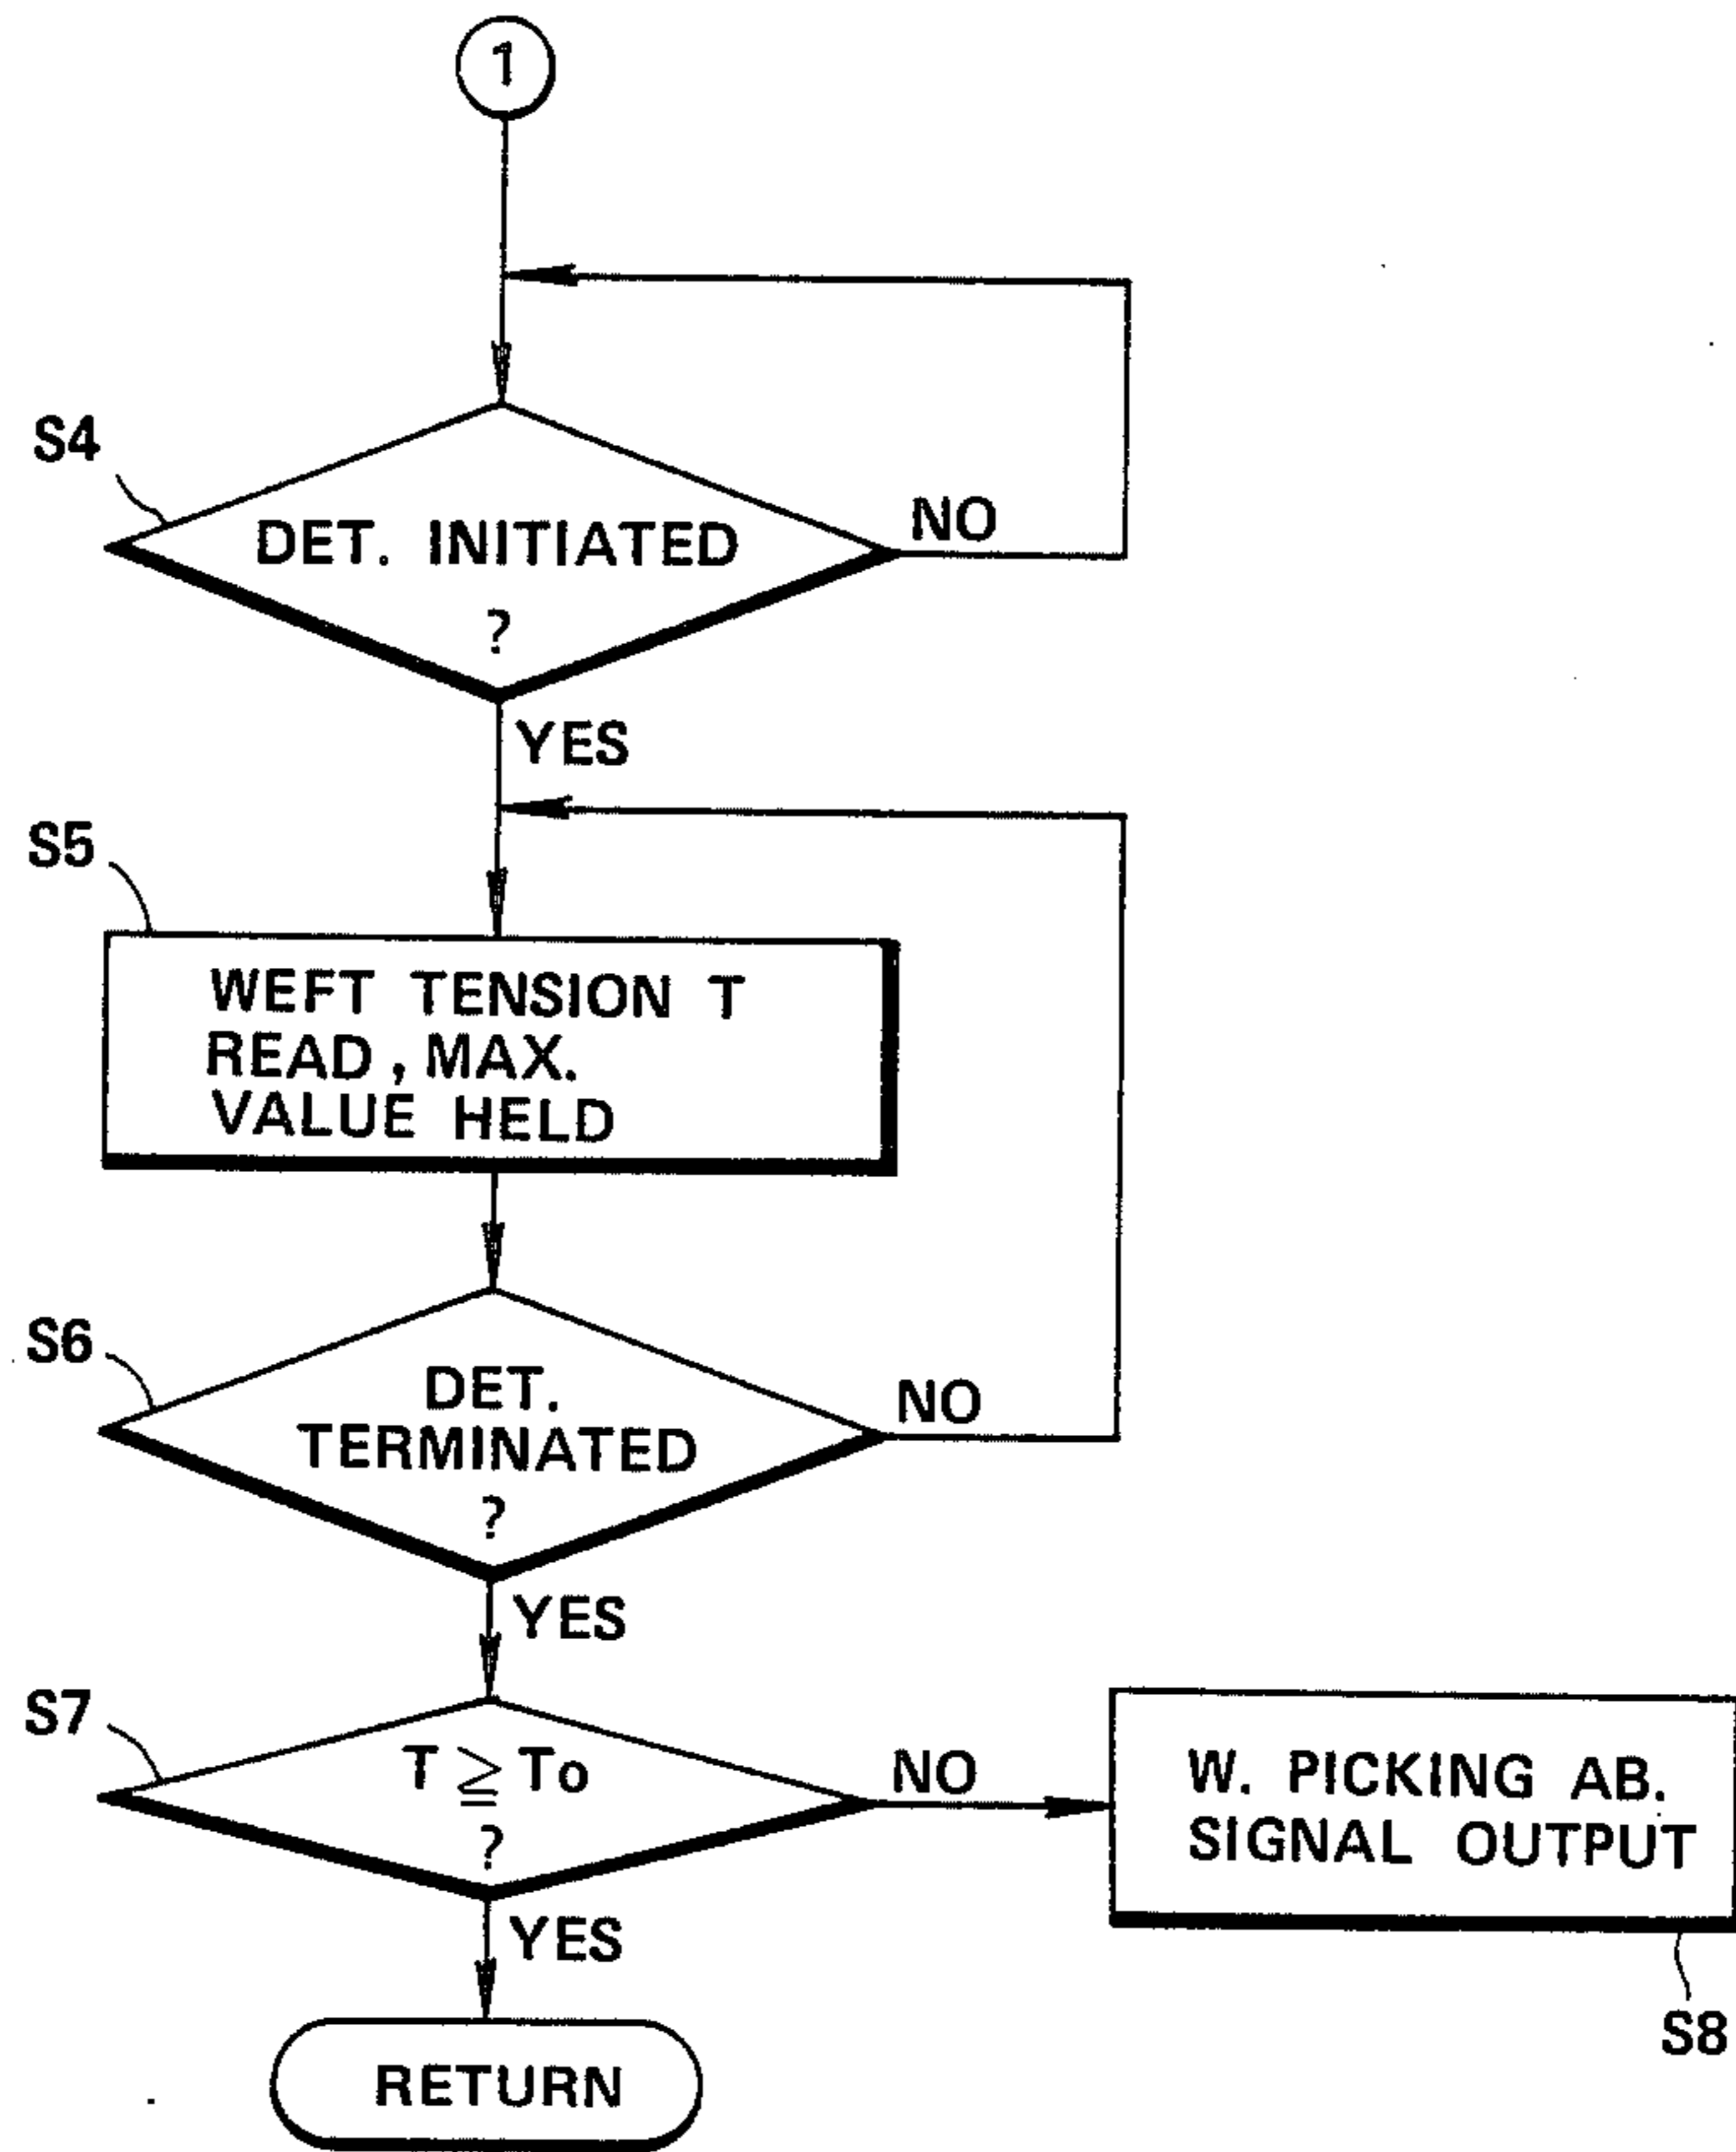 1
S4
DET. INITIATED
?
NO
YES
S5
WEFT TENSION T
READ, MAX.
VALUE HELD
S6
DET.
TERMINATED
?
NO
YES
S7
T ≧ To
?
NO
W. PICKING AB.
SIGNAL OUTPUT
S8
YES
RETURN